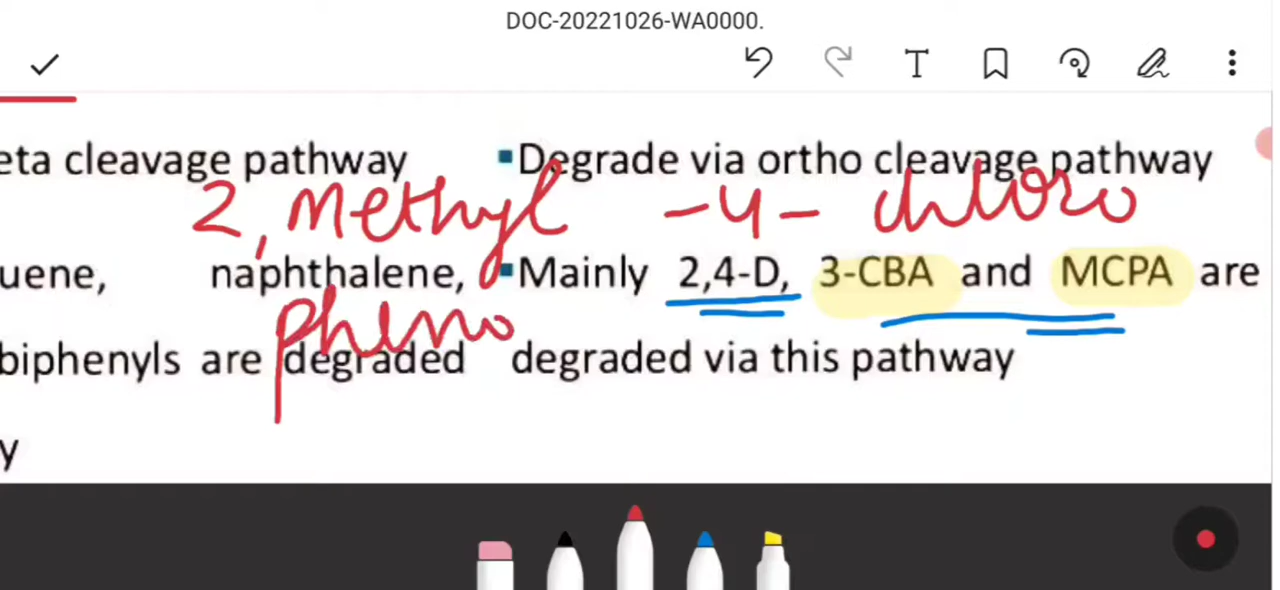 DOC-20221026-WA0000.
eta cleavage pathway ▪Degrade via ortho cleavage pathway
2, Methyl -4- chloro
uene, naphthalene, ▪Mainly 2,4-D, 3-CBA and MCPA are
pheno
biphenyls are degraded degraded via this pathway
y